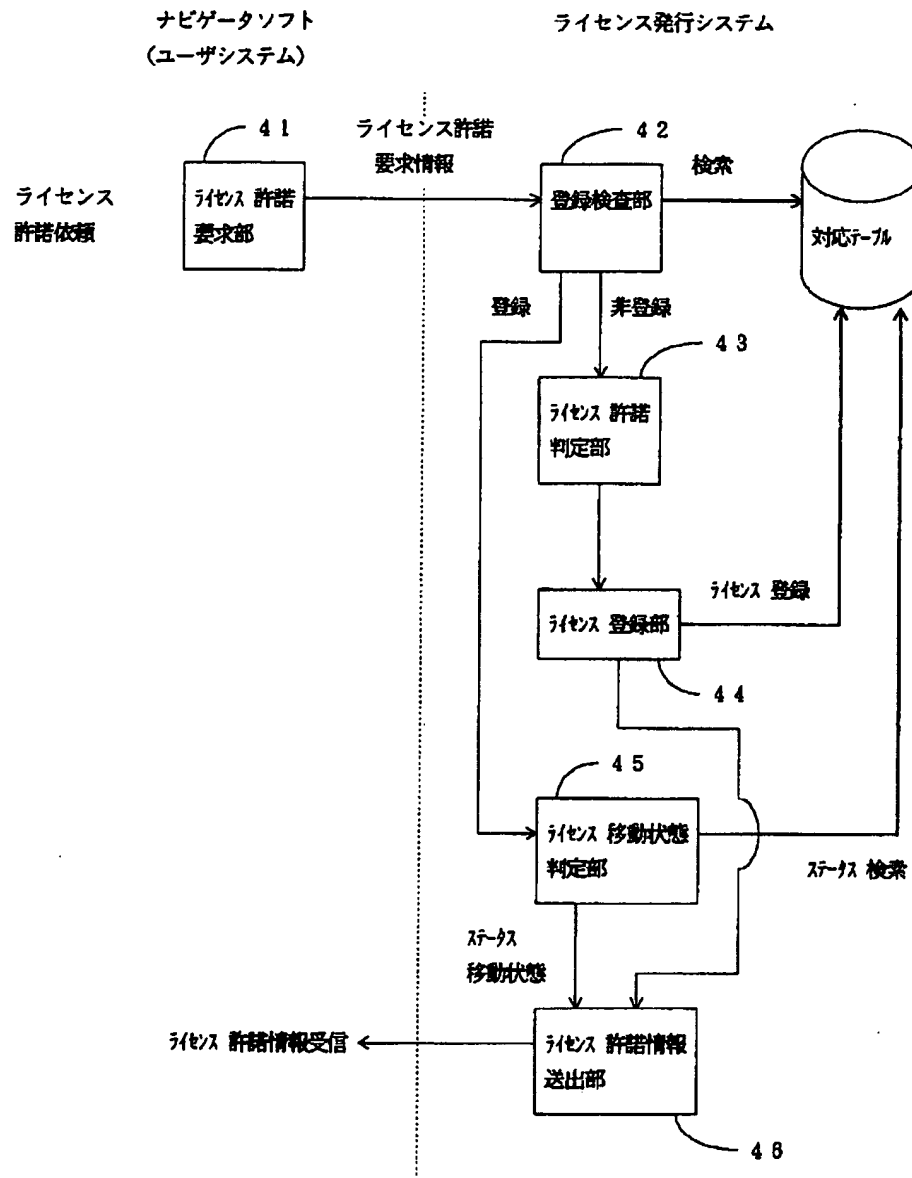 ナビゲータソフト
(ユーザシステム)
ライセンス発行システム
41
ライセンス許諾
要求情報
42
検索
ライセンス
許諾依頼
ﾗｲｾﾝｽ 許諾
要求部
登録検査部
対応ﾃｰﾌﾞﾙ
登録
非登録
43
ﾗｲｾﾝｽ 許諾
判定部
ﾗｲｾﾝｽ 登録
ﾗｲｾﾝｽ 登録部
44
45
ﾗｲｾﾝｽ 移動状態
判定部
ｽﾃｰﾀｽ 検索
ｽﾃｰﾀｽ
移動状態
ﾗｲｾﾝｽ 許諾情報受信
ﾗｲｾﾝｽ 許諾情報
送出部
46